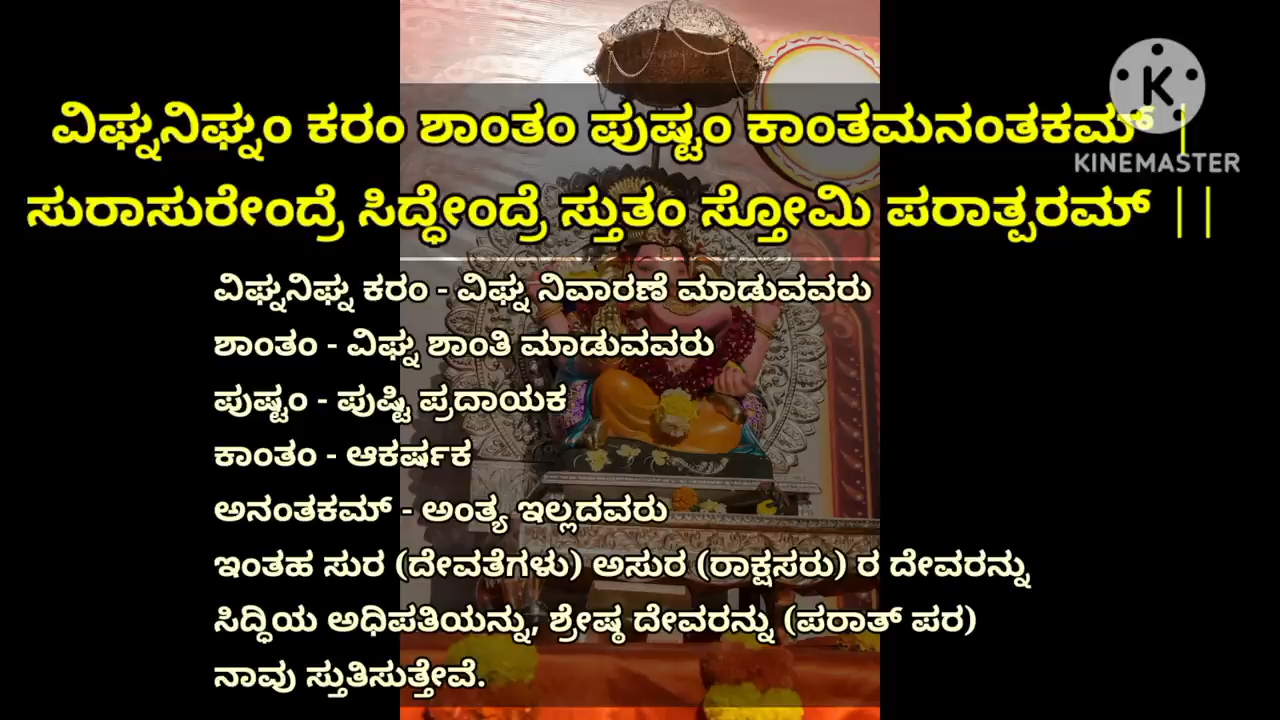 ವಿಘ್ನನಿಘ್ನಂ ಕರಂ ಶಾಂತಂ ಪುಷ್ಟಂ ಕಾಂತಮನಂತಕಮ್ |
ಸುರಾಸುರೇಂದ್ರೆ ಸಿದ್ಧೇಂದ್ರೆ ಸ್ತುತಂ ಸ್ತೋಮಿ ಪರಾತ್ಪರಮ್ ||
K
KINEMASTER
ವಿಘ್ನನಿಘ್ನ ಕರಂ - ವಿಘ್ನ ನಿವಾರಣೆ ಮಾಡುವವರು
ಶಾಂತಂ - ವಿಘ್ನ ಶಾಂತಿ ಮಾಡುವವರು
ಪುಷ್ಟಂ - ಪುಷ್ಟಿ ಪ್ರದಾಯಕ
ಕಾಂತಂ - ಆಕರ್ಷಕ
ಅನಂತಕಮ್ - ಅಂತ್ಯ ಇಲ್ಲದವರು
ಇಂತಹ ಸುರ (ದೇವತೆಗಳು) ಅಸುರ (ರಾಕ್ಷಸರು) ರ ದೇವರನ್ನು
ಸಿದ್ಧಿಯ ಅಧಿಪತಿಯನ್ನು, ಶ್ರೇಷ್ಠ ದೇವರನ್ನು (ಪರಾತ್ ಪರ)
ನಾವು ಸ್ತುತಿಸುತ್ತೇವೆ.